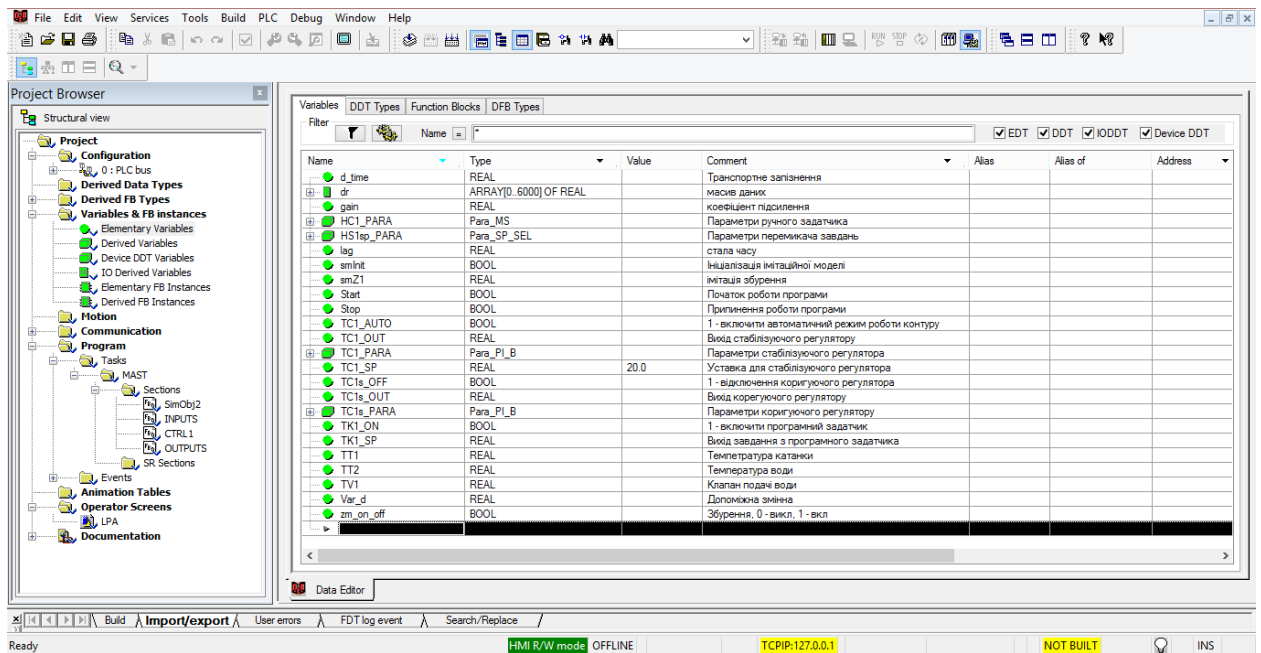 File Edit View Services Tools Build PLC Debug Window Help
Project Browser
Structural view
Project
Configuration
0 : PLC bus
Derived Data Types
Derived FB Types
Variables & FB instances
Elementary Variables
Derived Variables
Device DDT Variables
IO Derived Variables
Elementary FB Instances
Derived FB Instances
Motion
Communication
Program
Tasks
MAST
Sections
SimObj2
INPUTS
CTRL1
OUTPUTS
SR Sections
Events
Animation Tables
Operator Screens
LPA
Documentation
Variables DDT Types Function Blocks DFB Types
Filter
Name = * EDT DDT IODDT Device DDT
Name Type Value Comment Alias Alias of Address
d_time REAL Транспортне запізнення
dr ARRAY[0..6000] OF REAL масив даних
gain REAL коефіцієнт підсилення
HC1_PARA Para_MS Параметри ручного задатчика
HS1sp_PARA Para_SP_SEL Параметри перемикача завдань
lag REAL стала часу
smInit BOOL Ініціалізація імітаційної моделі
smZ1 REAL імітація збурення
Start BOOL Початок роботи програми
Stop BOOL Припинення роботи програми
TC1_AUTO BOOL 1 - включити автоматичний режим роботи контуру
TC1_OUT REAL Вихід стабілізуючого регулятору
TC1_PARA Para_PI_B Параметри стабілізуючого регулятора
TC1_SP REAL 20.0 Уставка для стабілізуючого регулятора
TC1s_OFF BOOL 1 - відключення коригуючого регулятора
TC1s_OUT REAL Вихід корегуючого регулятору
TC1s_PARA Para_PI_B Параметри коригуючого регулятору
TK1_ON BOOL 1 - включити програмний задатчик
TK1_SP REAL Вихід завдання з програмного задатчика
TT1 REAL Темпетратура катанки
TT2 REAL Температура води
TV1 REAL Клапан подачі води
Var_d REAL Допоміжна змінна
zm_on_off BOOL Збурення, 0 - викл, 1 - вкл
Data Editor
Build Import/export User errors FDT log event Search/Replace
Ready HMI R/W mode OFFLINE TCPIP:127.0.0.1 NOT BUILT INS